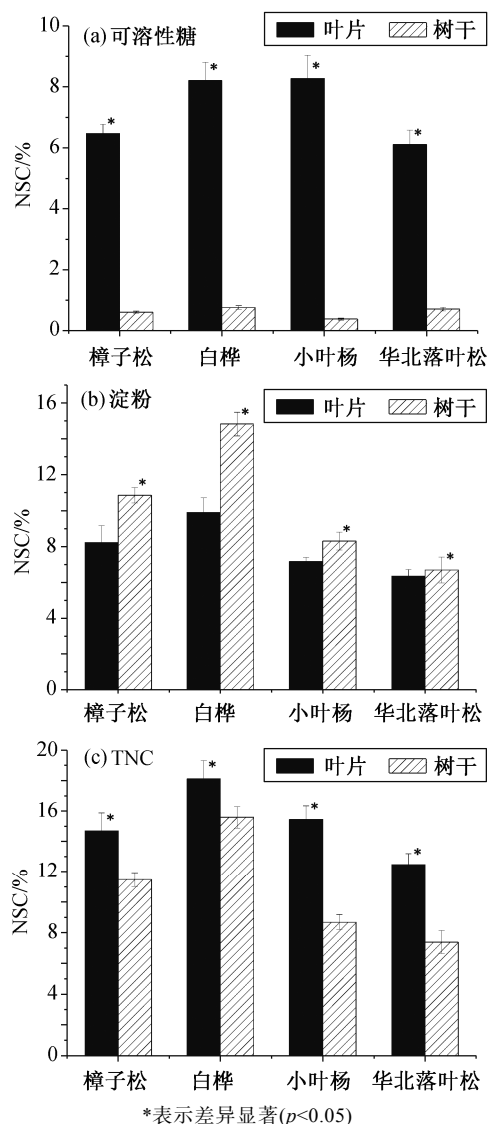 (a) 可溶性糖
叶片 树干
NSC/%
10
8
6
4
2
0
* * * *
樟子松 白桦 小叶杨 华北落叶松
(b) 淀粉
叶片 树干
NSC/%
16
12
8
4
0
* * * *
樟子松 白桦 小叶杨 华北落叶松
(c) TNC
叶片 树干
NSC/%
20
16
12
8
4
0
* * * *
樟子松 白桦 小叶杨 华北落叶松
*表示差异显著(p<0.05)